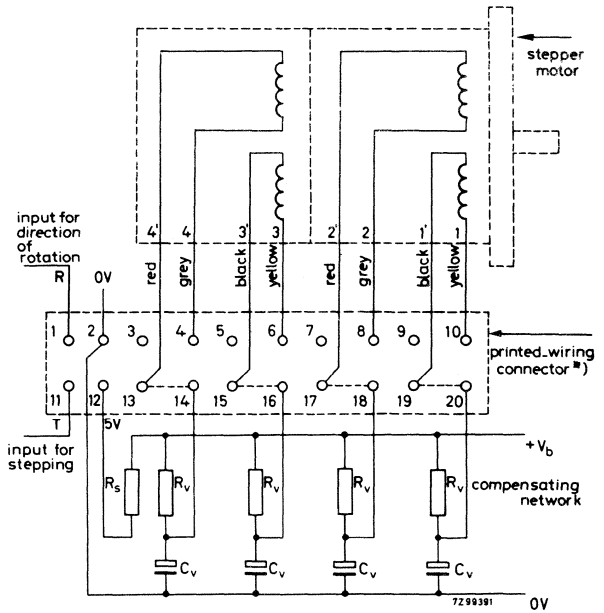 stepper
motor
input for
direction
of
rotation
R
0V
4' 4 3' 3 2' 2 1' 1
red grey black yellow red grey black yellow
1 2 3 4 5 6 7 8 9 10
printed-wiring
connector*)
11 12 13 14 15 16 17 18 19 20
T 5V
input for
stepping
+Vb
Rs Rv Rv Rv Rv
compensating
network
Cv Cv Cv Cv
7Z99391
0V